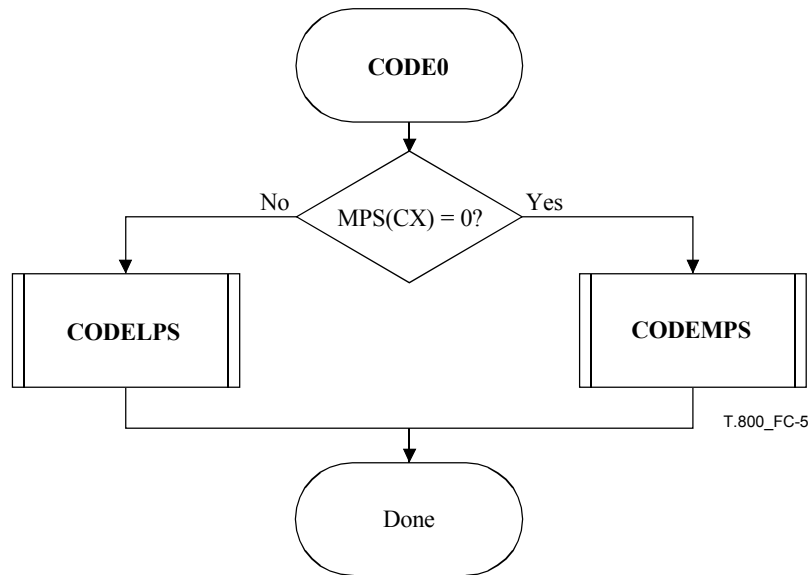 CODE0
MPS(CX) = 0?
No
Yes
CODELPS
CODEMPS
T.800_FC-5
Done